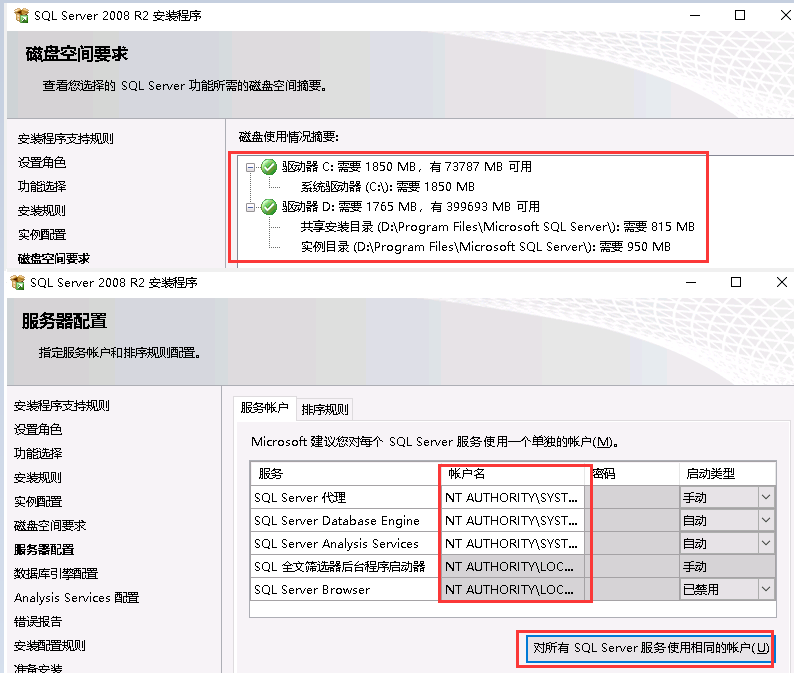 SQL Server 2008 R2 安装程序
磁盘空间要求
查看您选择的 SQL Server 功能所需的磁盘空间摘要。
安装程序支持规则
设置角色
功能选择
安装规则
实例配置
磁盘空间要求
磁盘使用情况摘要:
驱动器 C: 需要 1850 MB，有 73787 MB 可用
系统驱动器 (C:\): 需要 1850 MB
驱动器 D: 需要 1765 MB，有 399693 MB 可用
共享安装目录 (D:\Program Files\Microsoft SQL Server\): 需要 815 MB
实例目录 (D:\Program Files\Microsoft SQL Server\): 需要 950 MB
SQL Server 2008 R2 安装程序
服务器配置
指定服务帐户和排序规则配置。
安装程序支持规则
设置角色
功能选择
安装规则
实例配置
磁盘空间要求
服务器配置
数据库引擎配置
Analysis Services 配置
错误报告
安装配置规则
准备安装
服务帐户 排序规则
Microsoft 建议您对每个 SQL Server 服务使用一个单独的帐户(M)。
服务 帐户名 密码 启动类型
SQL Server 代理 NT AUTHORITY\SYST... 手动
SQL Server Database Engine NT AUTHORITY\SYST... 自动
SQL Server Analysis Services NT AUTHORITY\SYST... 自动
SQL 全文筛选器后台程序启动器 NT AUTHORITY\LOC... 手动
SQL Server Browser NT AUTHORITY\LOC... 已禁用
对所有 SQL Server 服务使用相同的帐户(U)